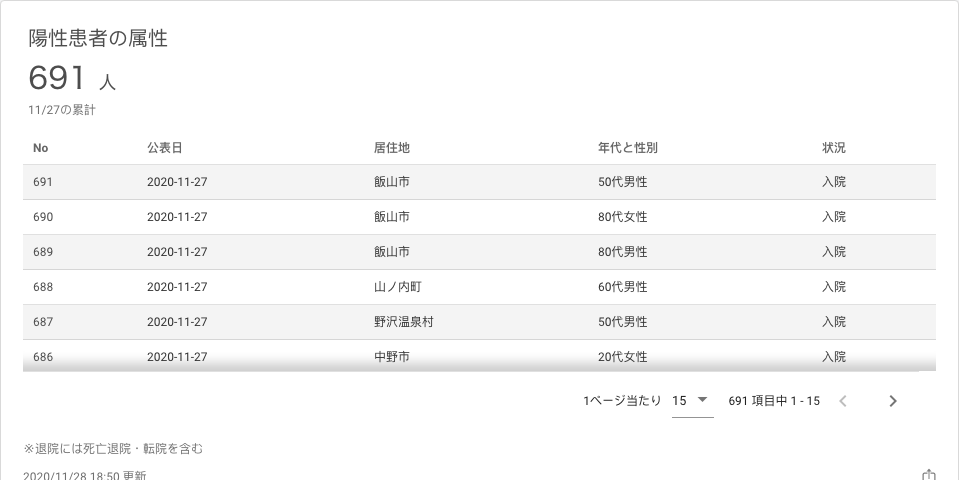 陽性患者の属性
691 人
11/27の累計
No 公表日 居住地 年代と性別 状況
691 2020-11-27 飯山市 50代男性 入院
690 2020-11-27 飯山市 80代女性 入院
689 2020-11-27 飯山市 80代男性 入院
688 2020-11-27 山ノ内町 60代男性 入院
687 2020-11-27 野沢温泉村 50代男性 入院
686 2020-11-27 中野市 20代女性 入院
1ページ当たり 15 691 項目中 1 - 15
※退院には死亡退院・転院を含む
2020/11/28 18:50 更新